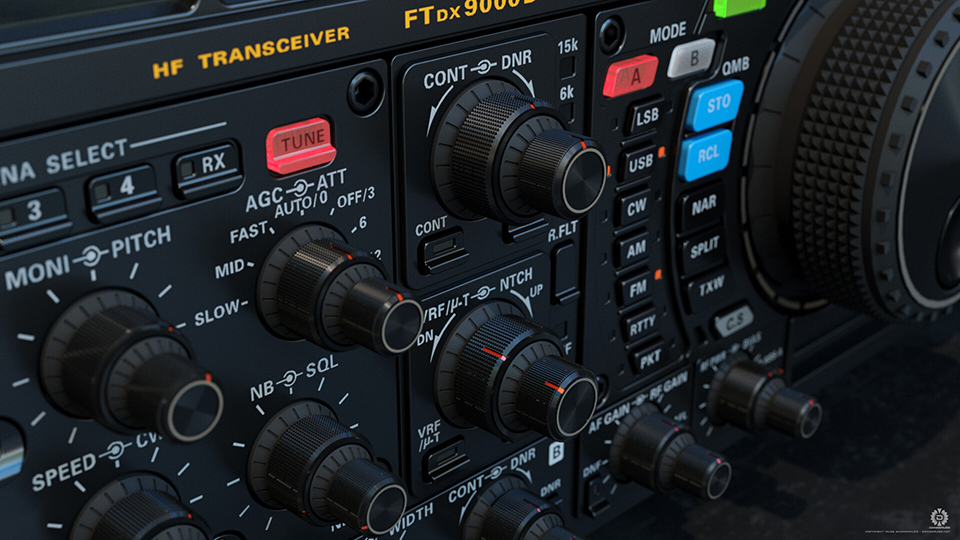 HF TRANSCEIVER
FTDX9000D
NA SELECT
3
4
RX
TUNE
AGC ATT
AUTO/0
OFF/3
FAST
6
MID
SLOW
MONI PITCH
NB SQL
SPEED
WIDTH
CONT DNR
15k
6k
CONT
R.FLT
VRF/μ-T NTCH
DN
UP
VRF
/μ-T
B
CONT DNR
DNR
MODE
A
B
QMB
STO
RCL
LSB
USB
CW
AM
FM
RTTY
PKT
NAR
SPLIT
TXW
C.S
AF GAIN RF GAIN
DNF